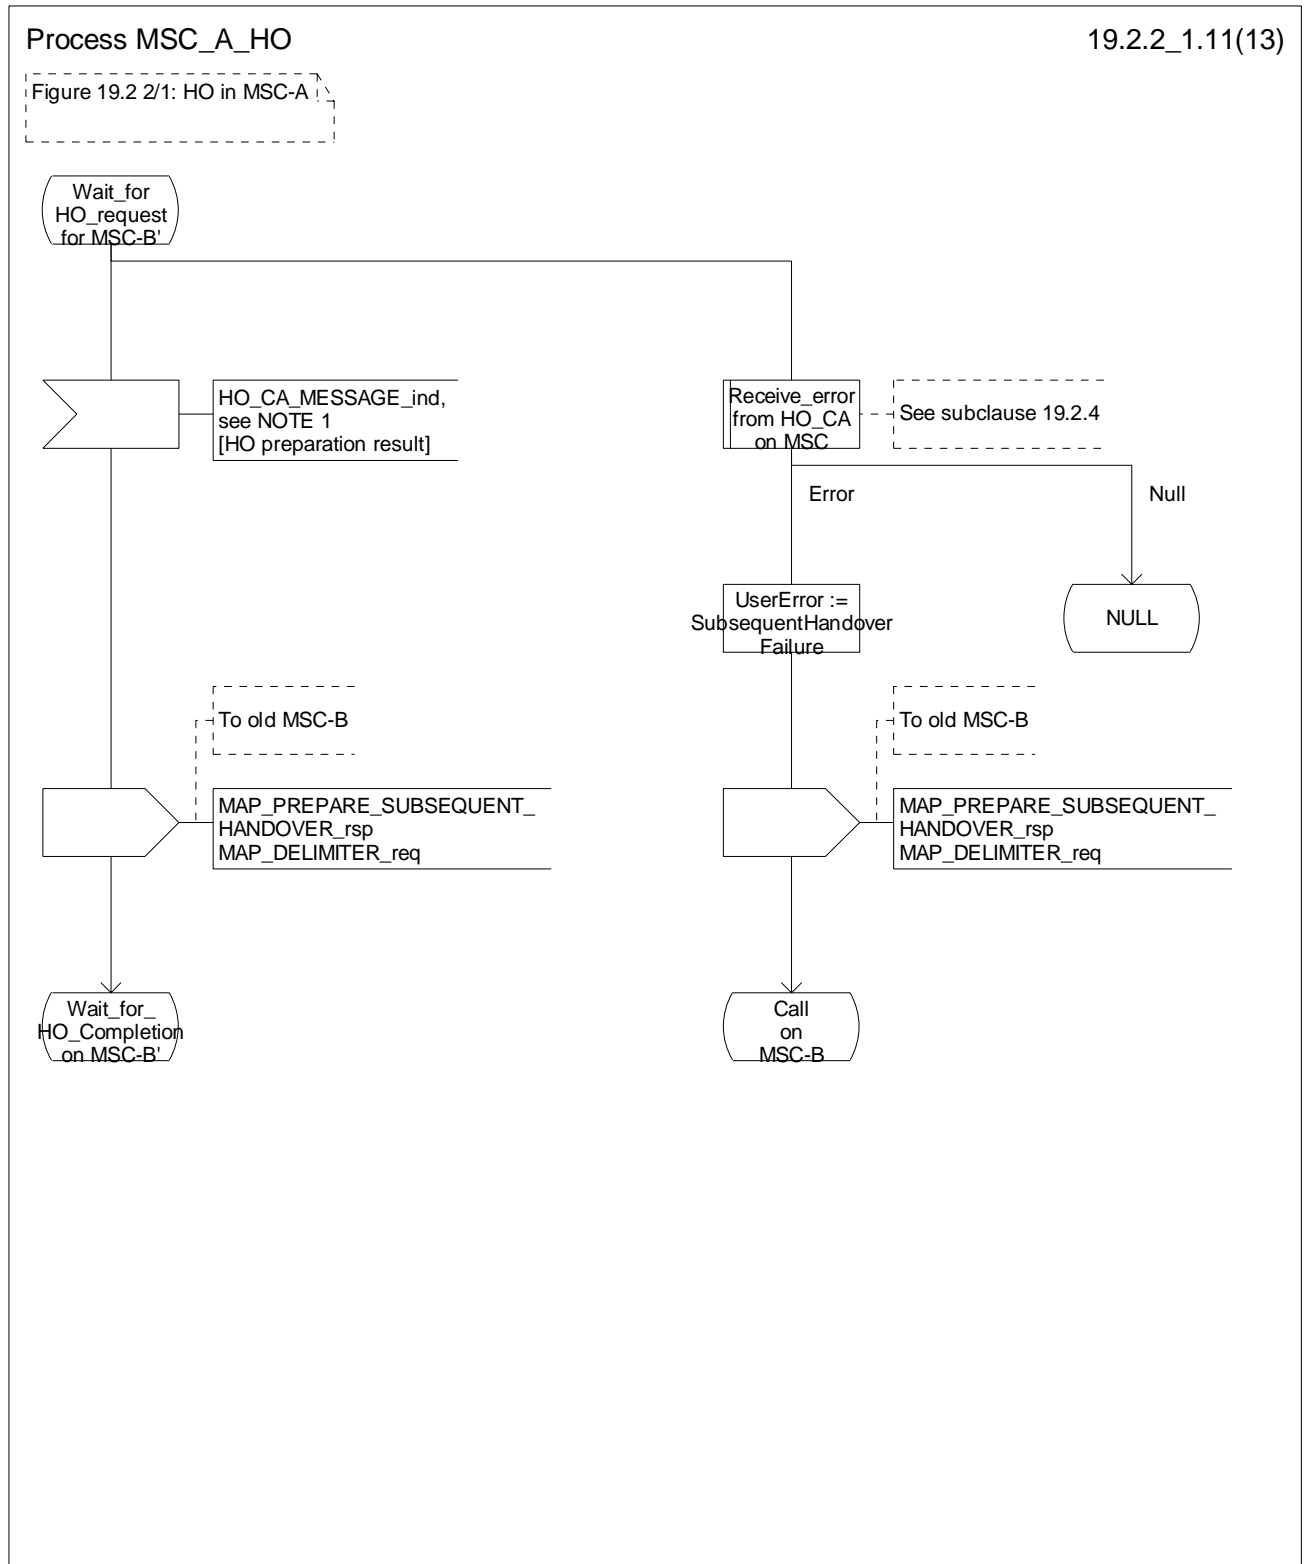 Process MSC_A_HO
19.2.2_1.11(13)
Figure 19.2 2/1: HO in MSC-A
Wait_for
HO_request
for MSC-B'
HO_CA_MESSAGE_ind,
see NOTE 1
[HO preparation result]
Receive_error
from HO_CA
on MSC
See subclause 19.2.4
Error
Null
UserError :=
SubsequentHandover
Failure
NULL
To old MSC-B
To old MSC-B
MAP_PREPARE_SUBSEQUENT_
HANDOVER_rsp
MAP_DELIMITER_req
MAP_PREPARE_SUBSEQUENT_
HANDOVER_rsp
MAP_DELIMITER_req
Wait_for_
HO_Completion
on MSC-B'
Call
on
MSC-B